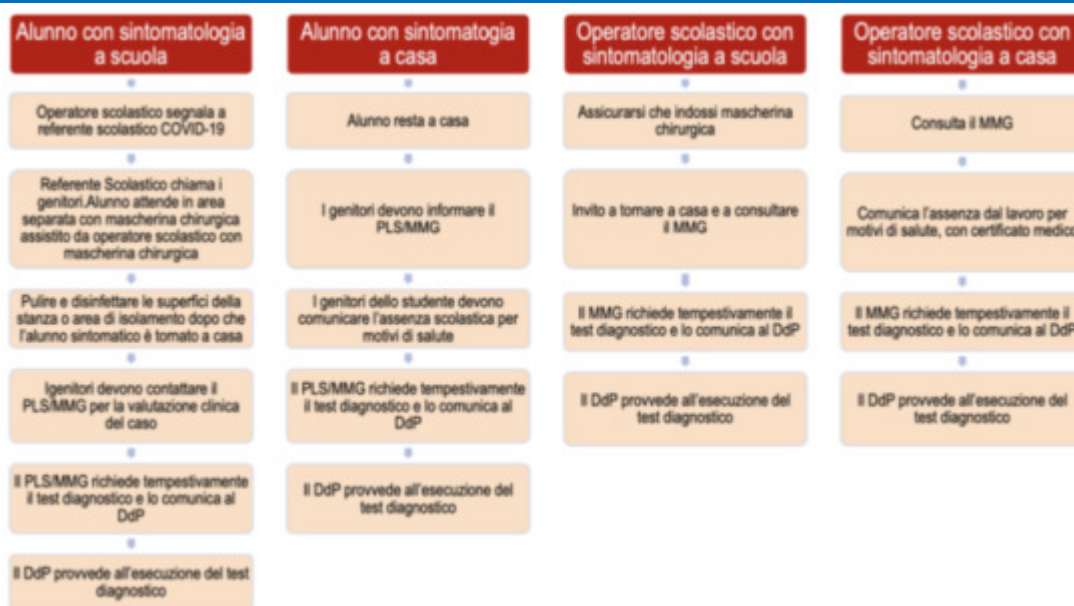 Alunno con sintomatologia
a scuola
Operatore scolastico segnala a
referente scolastico COVID-19
Referente Scolastico chiama i
genitori.Alunno attende in area
separata con mascherina chirurgica
assistito da operatore scolastico con
mascherina chirurgica
Pulire e disinfettare le superfici della
stanza o area di isolamento dopo che
l'alunno sintomatico è tornato a casa
Igenitori devono contattare il
PLS/MMG per la valutazione clinica
del caso
Il PLS/MMG richiede tempestivamente
il test diagnostico e lo comunica al
DdP
Il DdP provvede all'esecuzione del test
diagnostico
Alunno con sintomatogia
a casa
Alunno resta a casa
I genitori devono informare il
PLS/MMG
I genitori dello studente devono
comunicare l'assenza scolastica per
motivi di salute
Il PLS/MMG richiede tempestivamente
il test diagnostico e lo comunica al
DdP
Il DdP provvede all'esecuzione del
test diagnostico
Operatore scolastico con
sintomatologia a scuola
Assicurarsi che indossi mascherina
chirurgica
Invito a tornare a casa e a consultare
il MMG
Il MMG richiede tempestivamente il
test diagnostico e lo comunica al DdP
Il DdP provvede all'esecuzione del
test diagnostico
Operatore scolastico con
sintomatologia a casa
Consulta il MMG
Comunica l'assenza dal lavoro per
motivi di salute, con certificato medico
Il MMG richiede tempestivamente il
test diagnostico e lo comunica al DdP
Il DdP provvede all'esecuzione del
test diagnostico